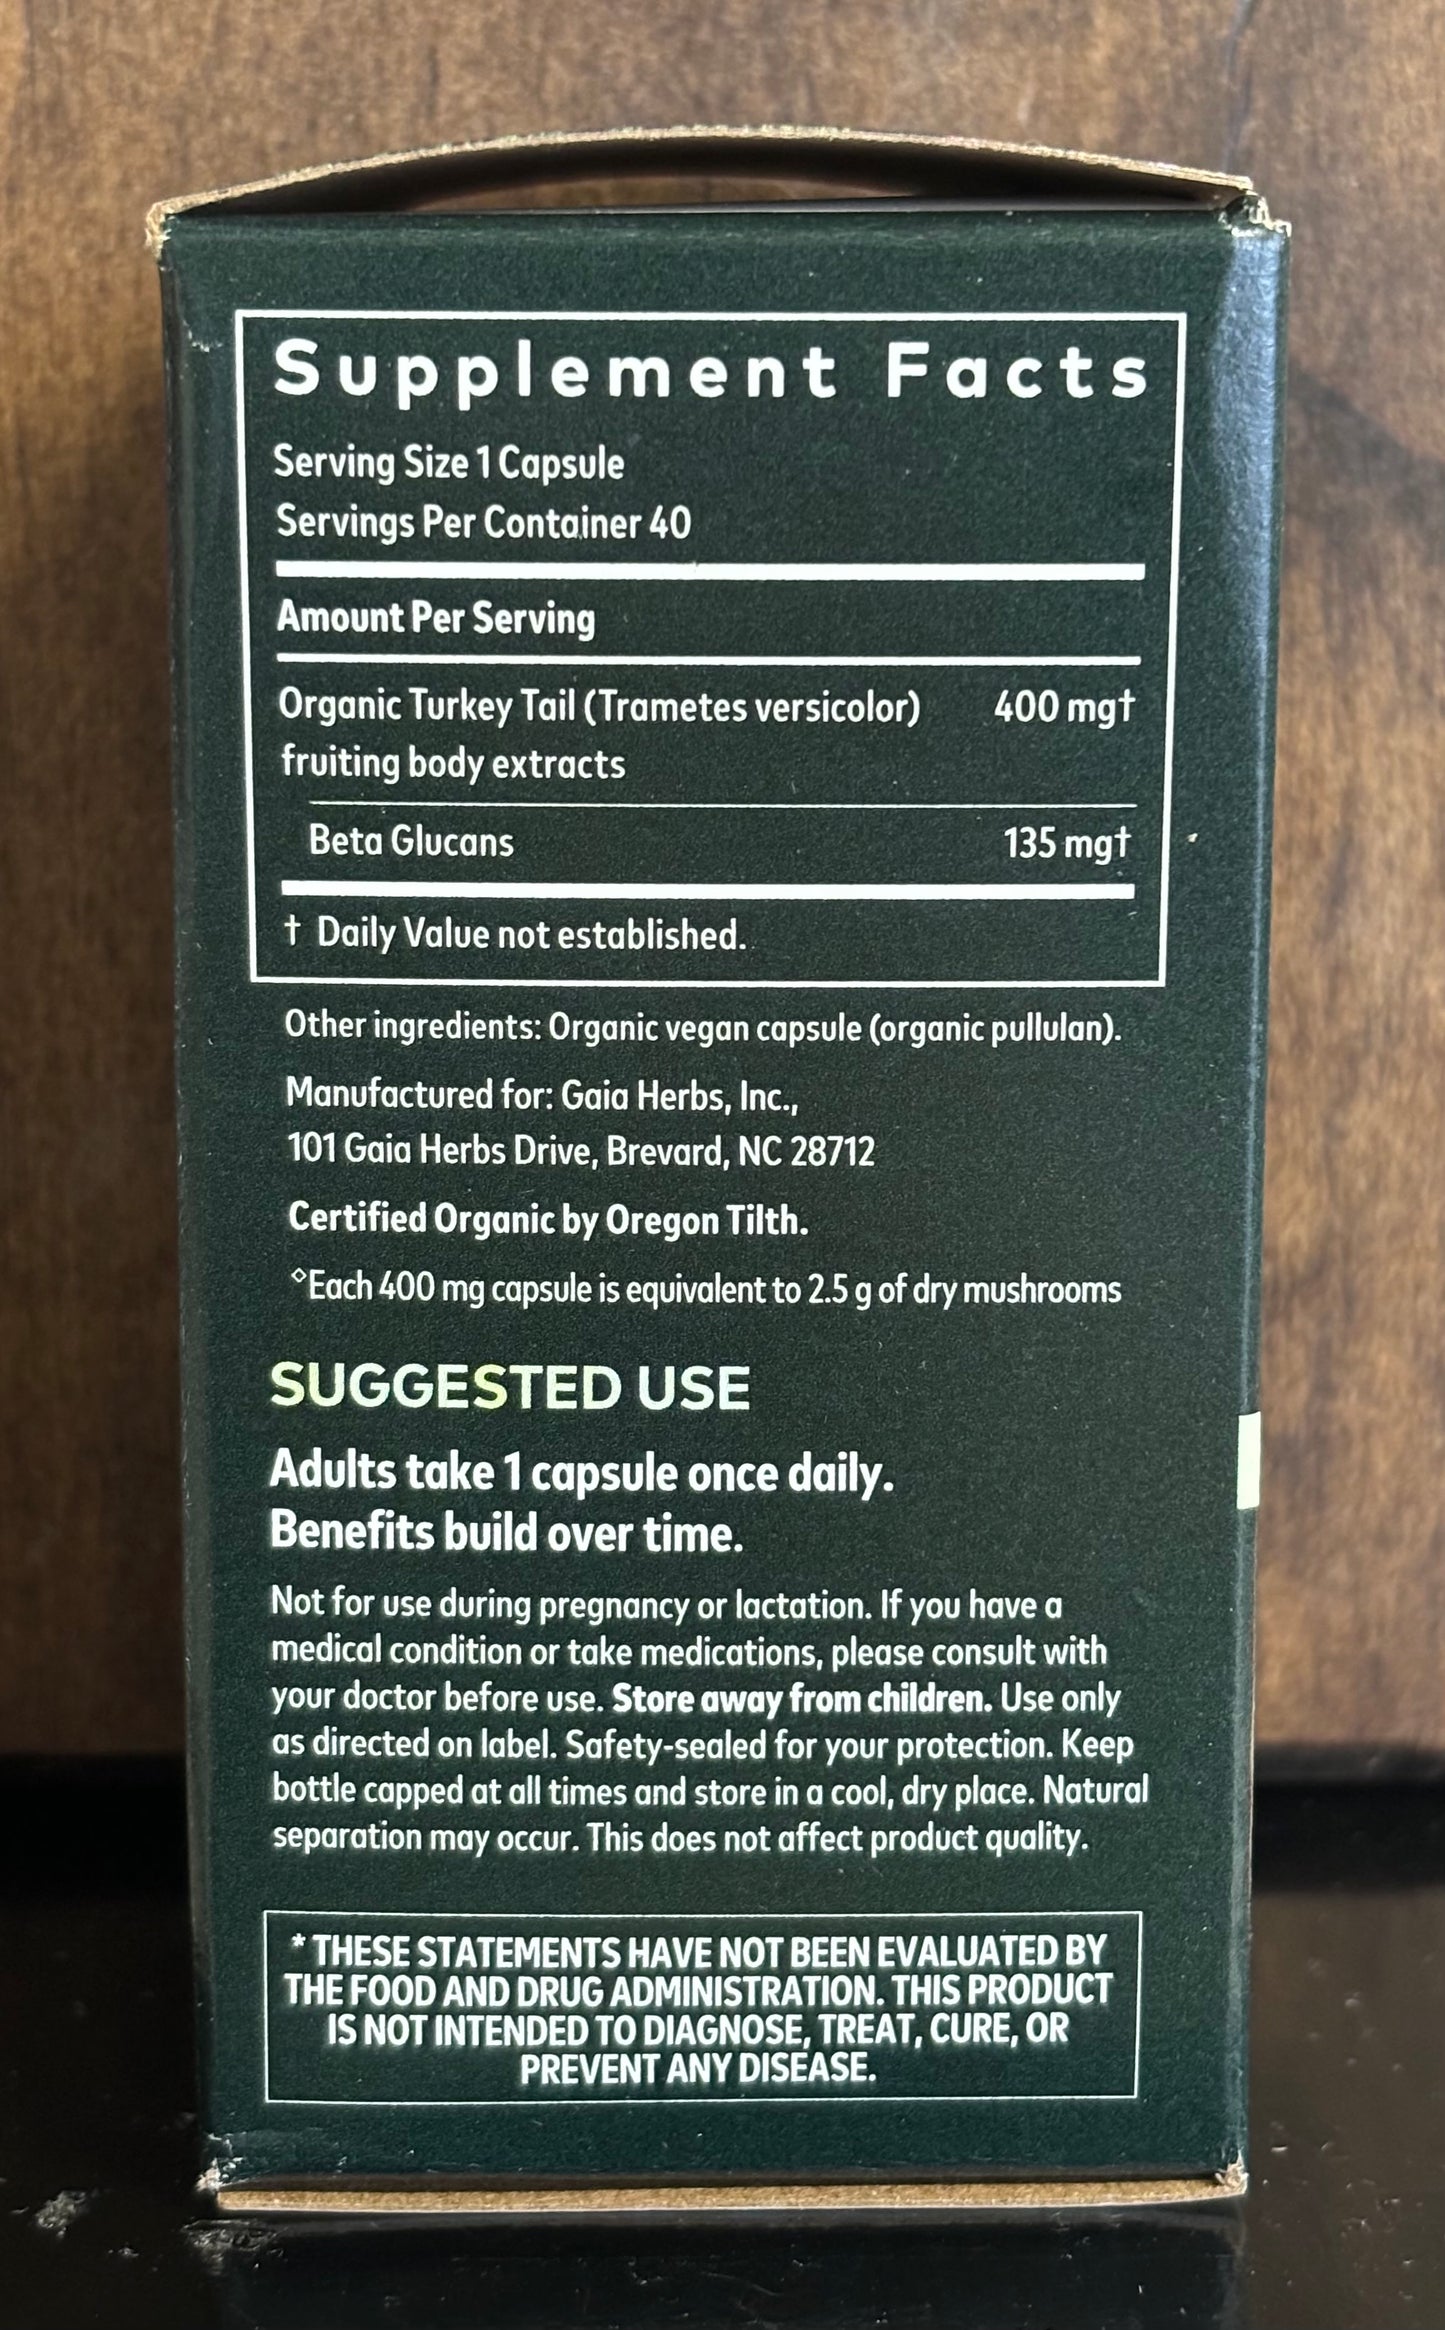 Supplement Facts
Serving Size 1 Capsule
Servings Per Container 40
Amount Per Serving
Organic Turkey Tail (Trametes versicolor) 400 mg†
fruiting body extracts
Beta Glucans 135 mg†
† Daily Value not established.
Other ingredients: Organic vegan capsule (organic pullulan).
Manufactured for: Gaia Herbs, Inc.,
101 Gaia Herbs Drive, Brevard, NC 28712
Certified Organic by Oregon Tilth.
◊Each 400 mg capsule is equivalent to 2.5 g of dry mushrooms
SUGGESTED USE
Adults take 1 capsule once daily.
Benefits build over time.
Not for use during pregnancy or lactation. If you have a
medical condition or take medications, please consult with
your doctor before use. Store away from children. Use only
as directed on label. Safety-sealed for your protection. Keep
bottle capped at all times and store in a cool, dry place. Natural
separation may occur. This does not affect product quality.
* THESE STATEMENTS HAVE NOT BEEN EVALUATED BY
THE FOOD AND DRUG ADMINISTRATION. THIS PRODUCT
IS NOT INTENDED TO DIAGNOSE, TREAT, CURE, OR
PREVENT ANY DISEASE.